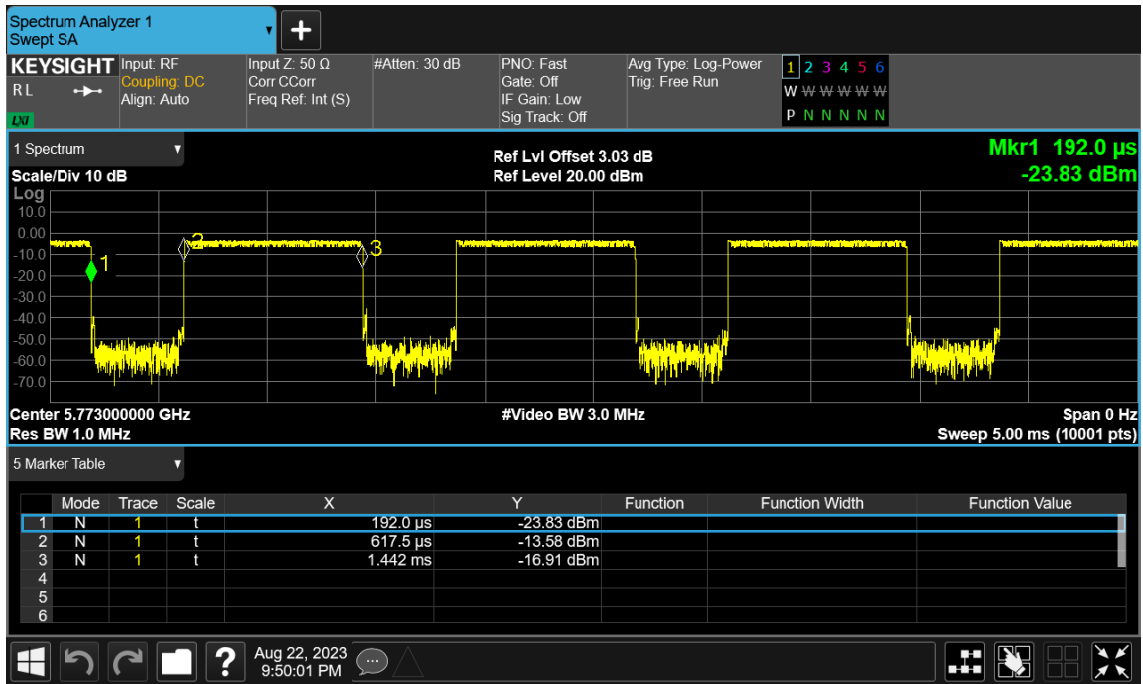 Spectrum Analyzer 1
Swept SA
+
KEYSIGHT Input: RF Input Z: 50 Ω #Atten: 30 dB PNO: Fast Avg Type: Log-Power 1 2 3 4 5 6
RL Coupling: DC Corr CCorr Gate: Off Trig: Free Run W W W W W W
Align: Auto Freq Ref: Int (S) IF Gain: Low
LXI Sig Track: Off P N N N N N
1 Spectrum
Mkr1 192.0 µs
Ref Lvl Offset 3.03 dB
Scale/Div 10 dB Ref Level 20.00 dBm -23.83 dBm
Log
10.0
0.00
-10.0
-20.0
-30.0
-40.0
-50.0
-60.0
-70.0
1
2
3
Center 5.773000000 GHz #Video BW 3.0 MHz Span 0 Hz
Res BW 1.0 MHz Sweep 5.00 ms (10001 pts)
5 Marker Table
Mode Trace Scale X Y Function Function Width Function Value
1 N 1 t 192.0 µs -23.83 dBm
2 N 1 t 617.5 µs -13.58 dBm
3 N 1 t 1.442 ms -16.91 dBm
4
5
6
? Aug 22, 2023
9:50:01 PM